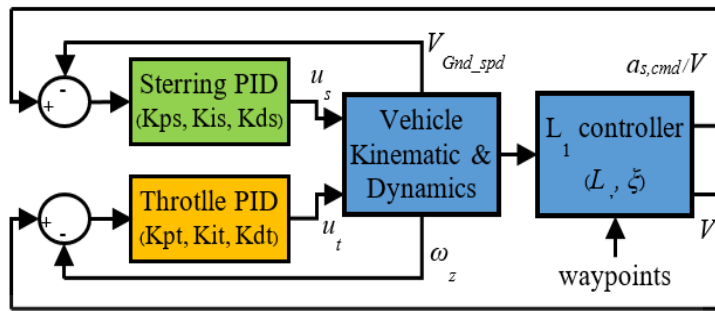 V Gnd_spd
a s,cmd/V
-
+
Sterring PID
(Kps, Kis, Kds)
u s
Vehicle
Kinematic &
Dynamics
L 1 controller
(L , ξ)
+
-
Throtlle PID
(Kpt, Kit, Kdt)
u t
V
ω z
waypoints